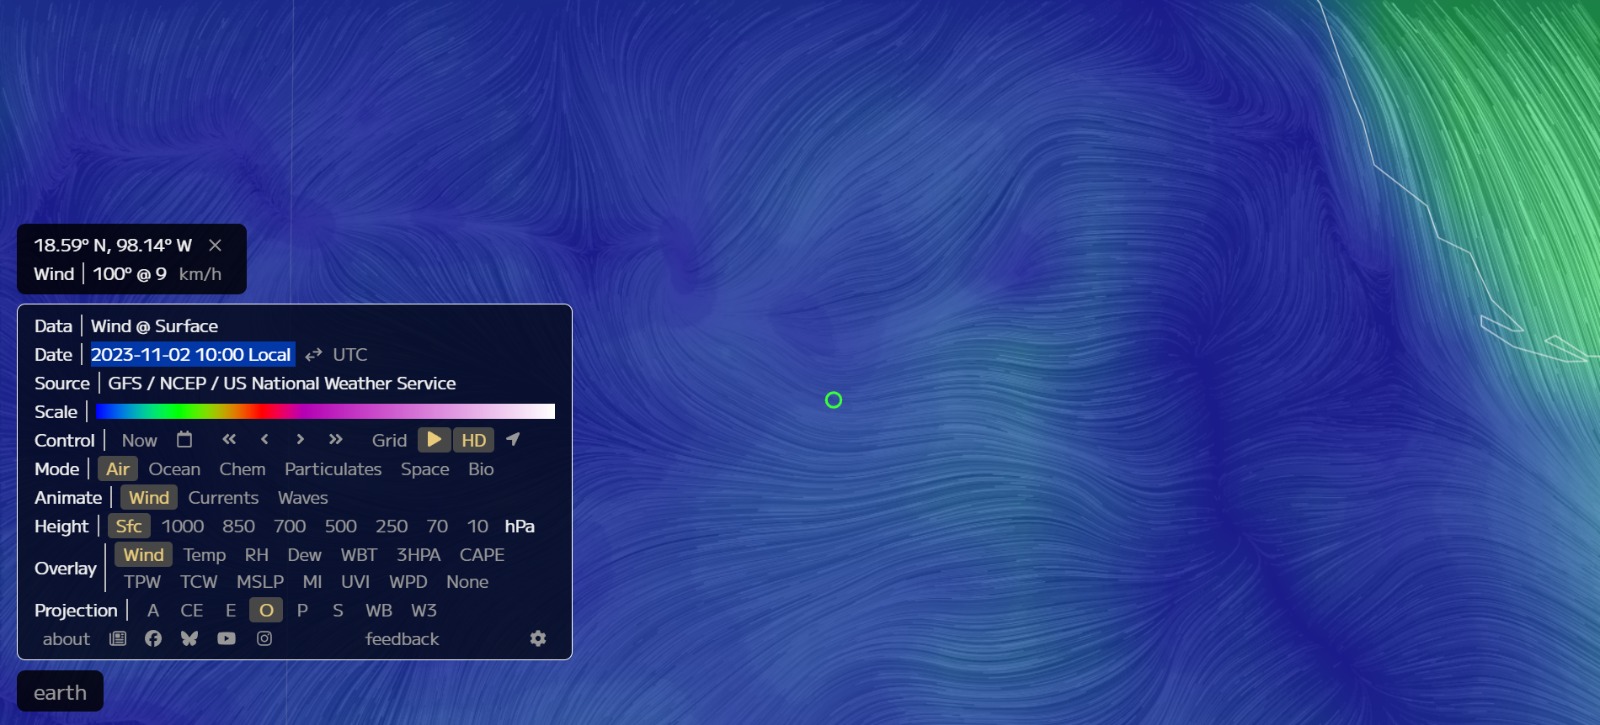 18.59° N, 98.14° W ×
Wind | 100° @ 9 km/h
Data | Wind @ Surface
Date | 2023-11-02 10:00 Local ⇄ UTC
Source | GFS / NCEP / US National Weather Service
Scale |
Control | Now « ‹ › » Grid HD
Mode | Air Ocean Chem Particulates Space Bio
Animate | Wind Currents Waves
Height | Sfc 1000 850 700 500 250 70 10 hPa
Overlay | Wind Temp RH Dew WBT 3HPA CAPE
TPW TCW MSLP MI UVI WPD None
Projection | A CE E O P S WB W3
about feedback
earth